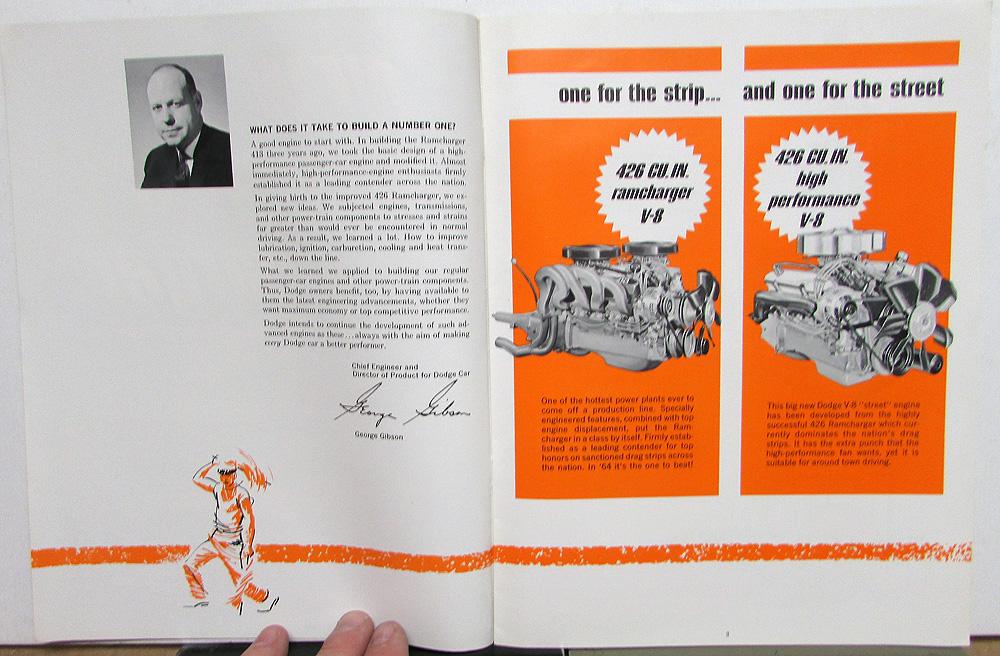 WHAT DOES IT TAKE TO BUILD A NUMBER ONE?
A good engine to start with. In building the Ramcharger
413 three years ago, we took the basic design of a high-
performance passenger-car engine and modified it. Almost
immediately, high-performance-engine enthusiasts firmly
established it as a leading contender across the nation.
In giving birth to the improved 426 Ramcharger, we ex-
plored new ideas. We subjected engines, transmissions,
and other power-train components to stresses and strains
far greater than would ever be encountered in normal
driving. As a result, we learned a lot. How to improve
lubrication, ignition, carburetion, cooling and heat trans-
fer, etc., down the line.
What we learned we applied to building our regular
passenger-car engines and other power-train components.
Thus, Dodge owners benefit, too, by having available to
them the latest engineering advancements, whether they
want maximum economy or top competitive performance.
Dodge intends to continue the development of such ad-
vanced engines as these...always with the aim of making
every Dodge car a better performer.
Chief Engineer and
Director of Product for Dodge Car
George Gibson
George Gibson
one for the strip...
426 CU. IN.
ramcharger
V-8
One of the hottest power plants ever to
come off a production line. Specially
engineered features, combined with top
engine displacement, put the Ram-
charger in a class by itself. Firmly estab-
lished as a leading contender for top
honors on sanctioned drag strips across
the nation. In '64 it's the one to beat!
and one for the street
426 CU. IN.
high
performance
V-8
This big new Dodge V-8 "street" engine
has been developed from the highly
successful 426 Ramcharger which cur-
rently dominates the nation's drag
strips. It has the extra punch that the
high-performance fan wants, yet it is
suitable for around town driving.